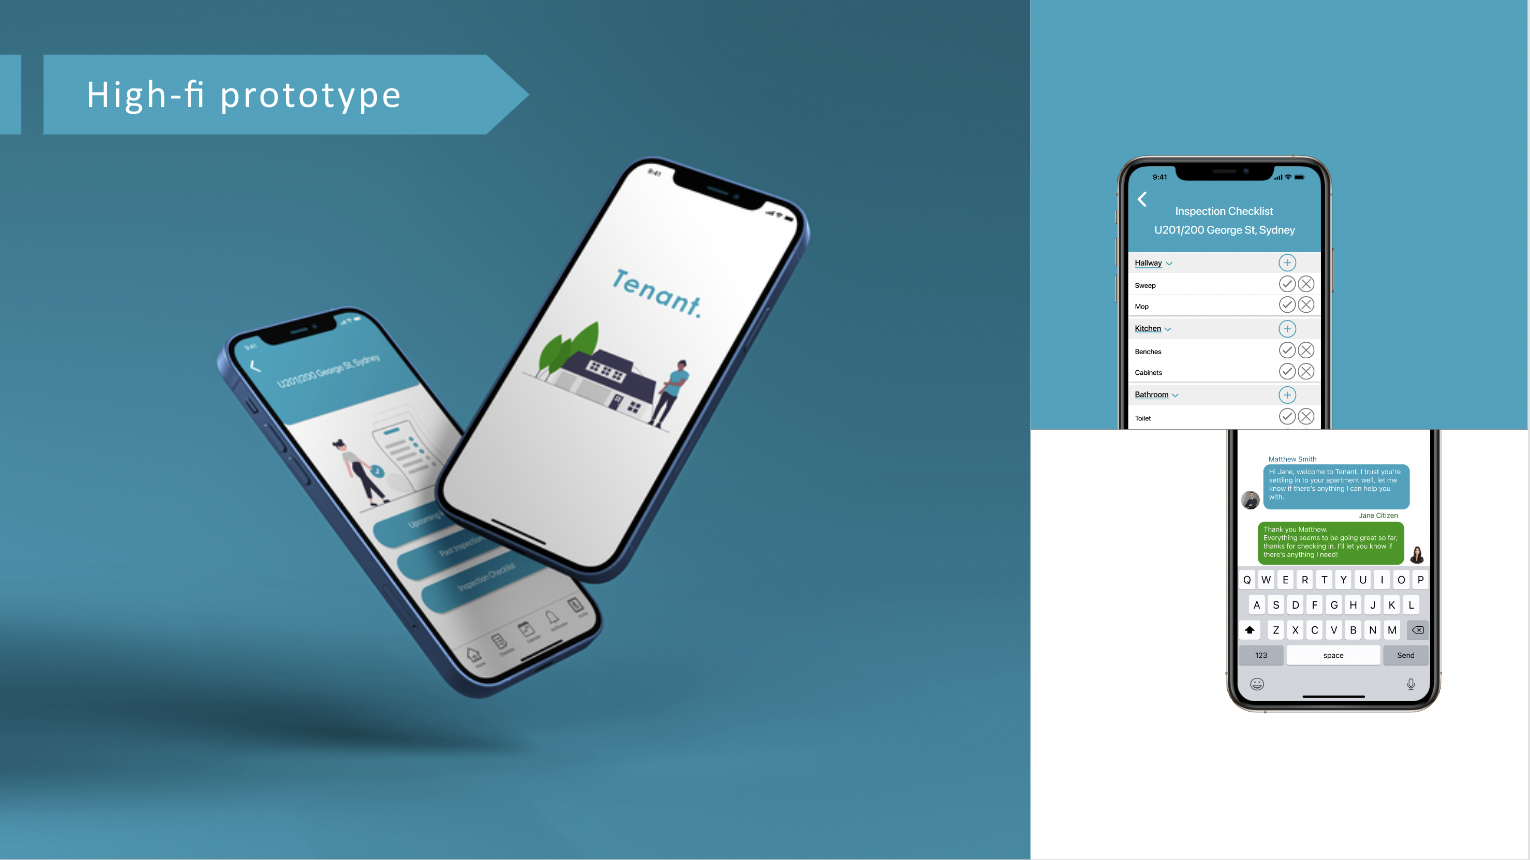 High-fi prototype
9:41
Tenant.
9:41
U201/200 George St, Sydney
Upcoming
Past Inspection
Inspection Checklist
Home
Calendar
9:41
Inspection Checklist
U201/200 George St, Sydney
Hallway
Sweep
Mop
Kitchen
Benches
Cabinets
Bathroom
Toilet
Matthew Smith
Hi Jane, welcome to Tenant. I trust you're
settling in to your apartment well, let me
know if there's anything I can help you
with.
Jane Citizen
Thank you Matthew.
Everything seems to be going great so far,
thanks for checking in. I'll let you know if
there's anything I need!
Q W E R T Y U I O P
A S D F G H J K L
Z X C V B N M
123 space Send